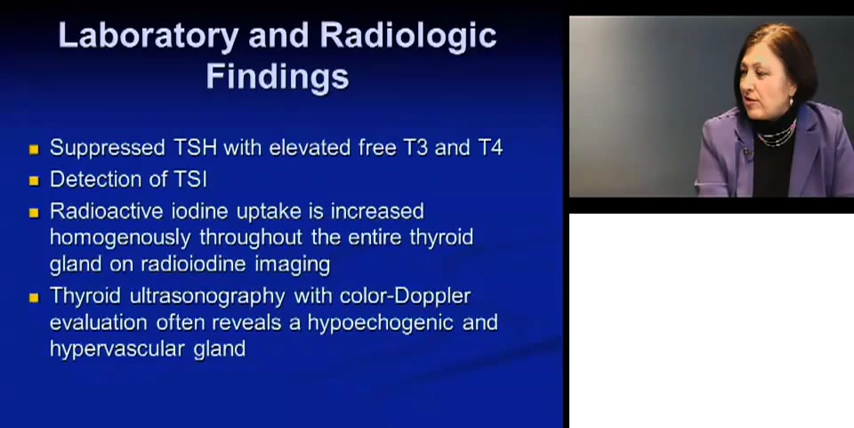 Laboratory and Radiologic
Findings
Suppressed TSH with elevated free T3 and T4
Detection of TSI
Radioactive iodine uptake is increased
homogenously throughout the entire thyroid
gland on radioiodine imaging
Thyroid ultrasonography with color-Doppler
evaluation often reveals a hypoechogenic and
hypervascular gland